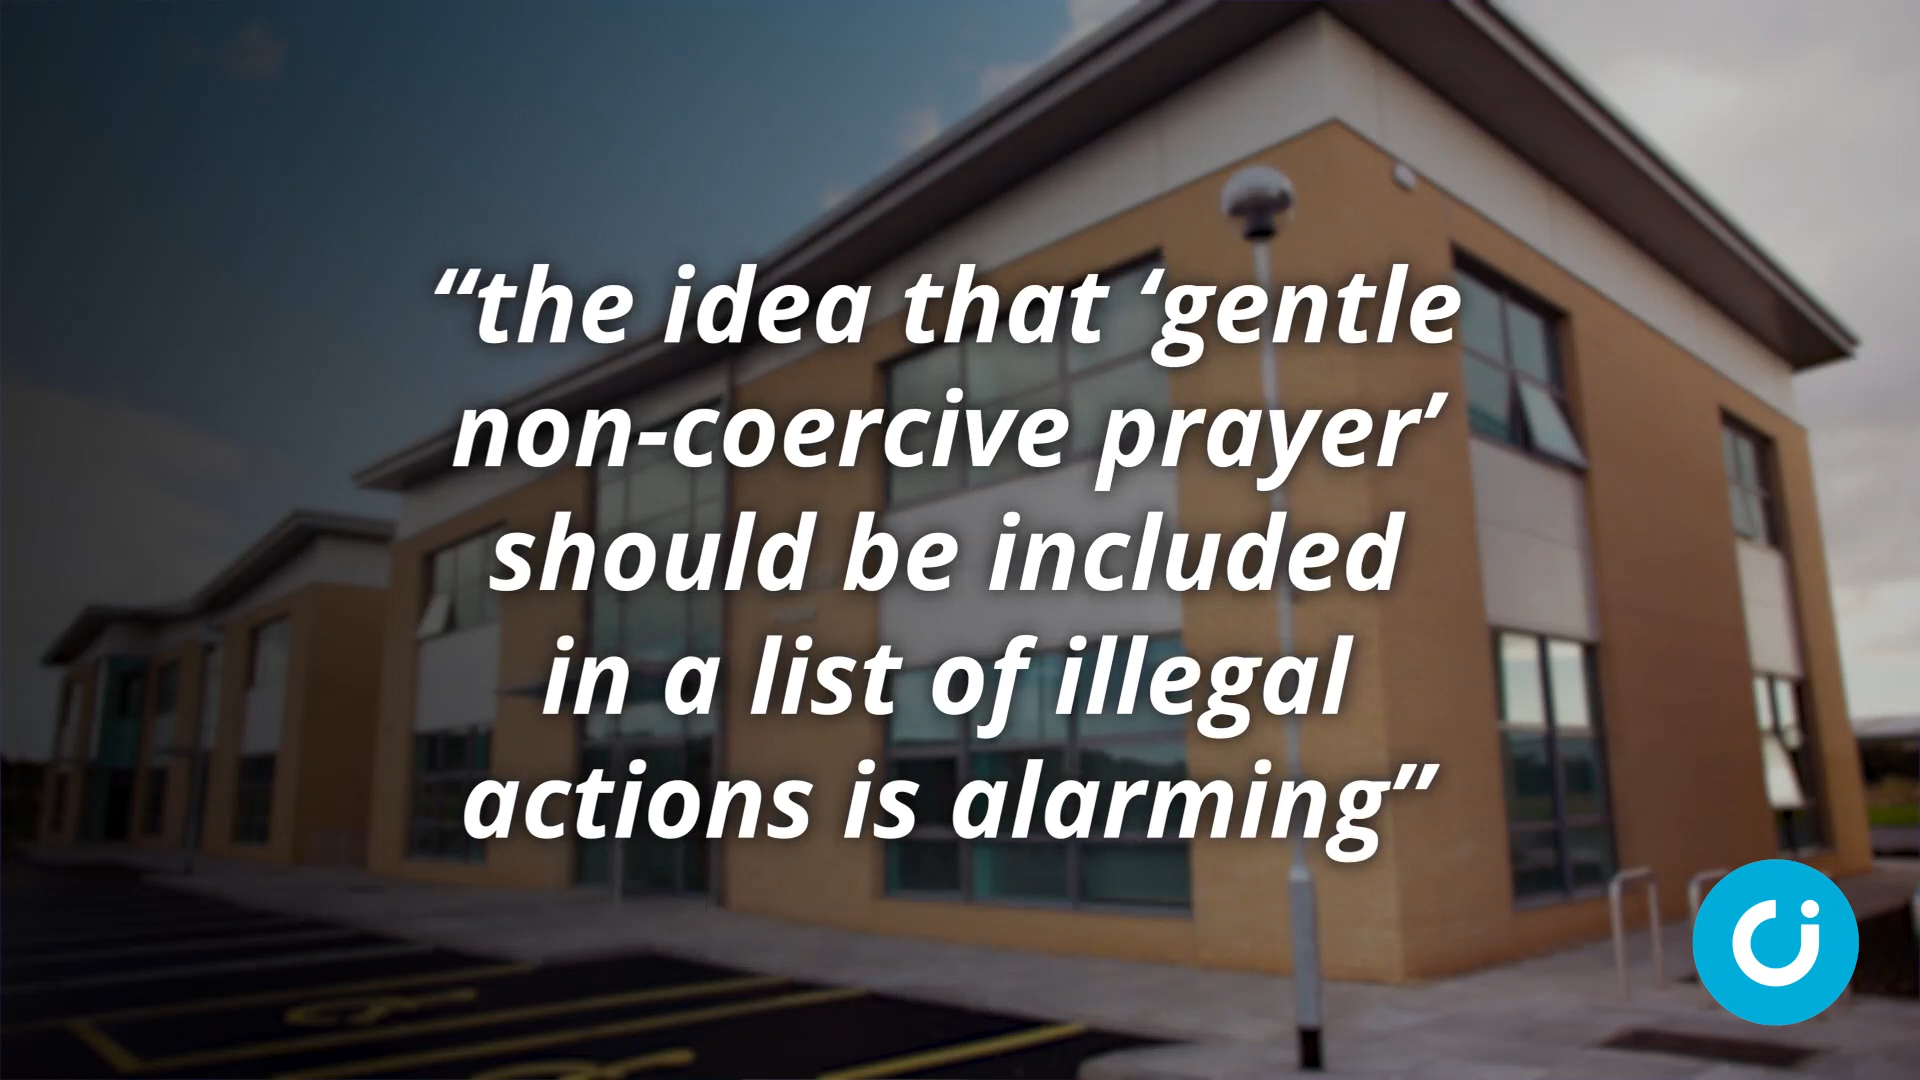 “the idea that ‘gentle
non-coercive prayer’
should be included
in a list of illegal
actions is alarming”